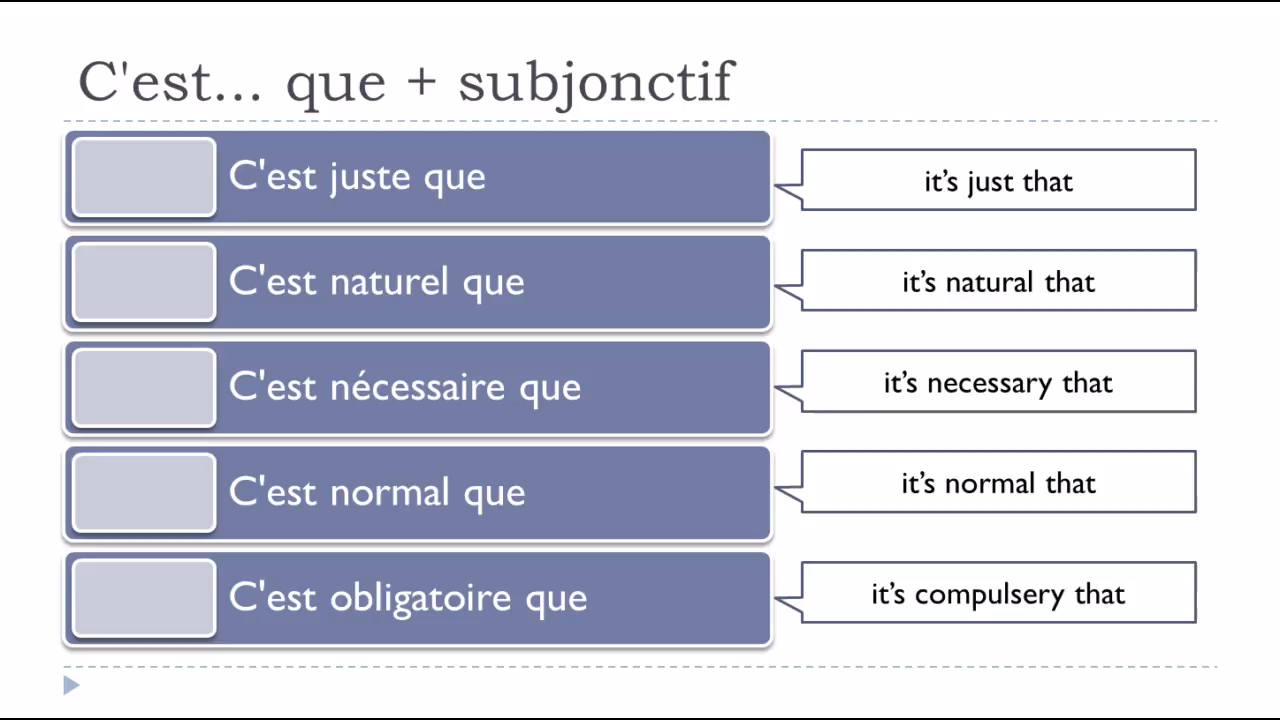 C'est... que + subjonctif
C'est juste que
it’s just that
C'est naturel que
it’s natural that
C'est nécessaire que
it’s necessary that
C'est normal que
it’s normal that
C'est obligatoire que
it’s compulsery that